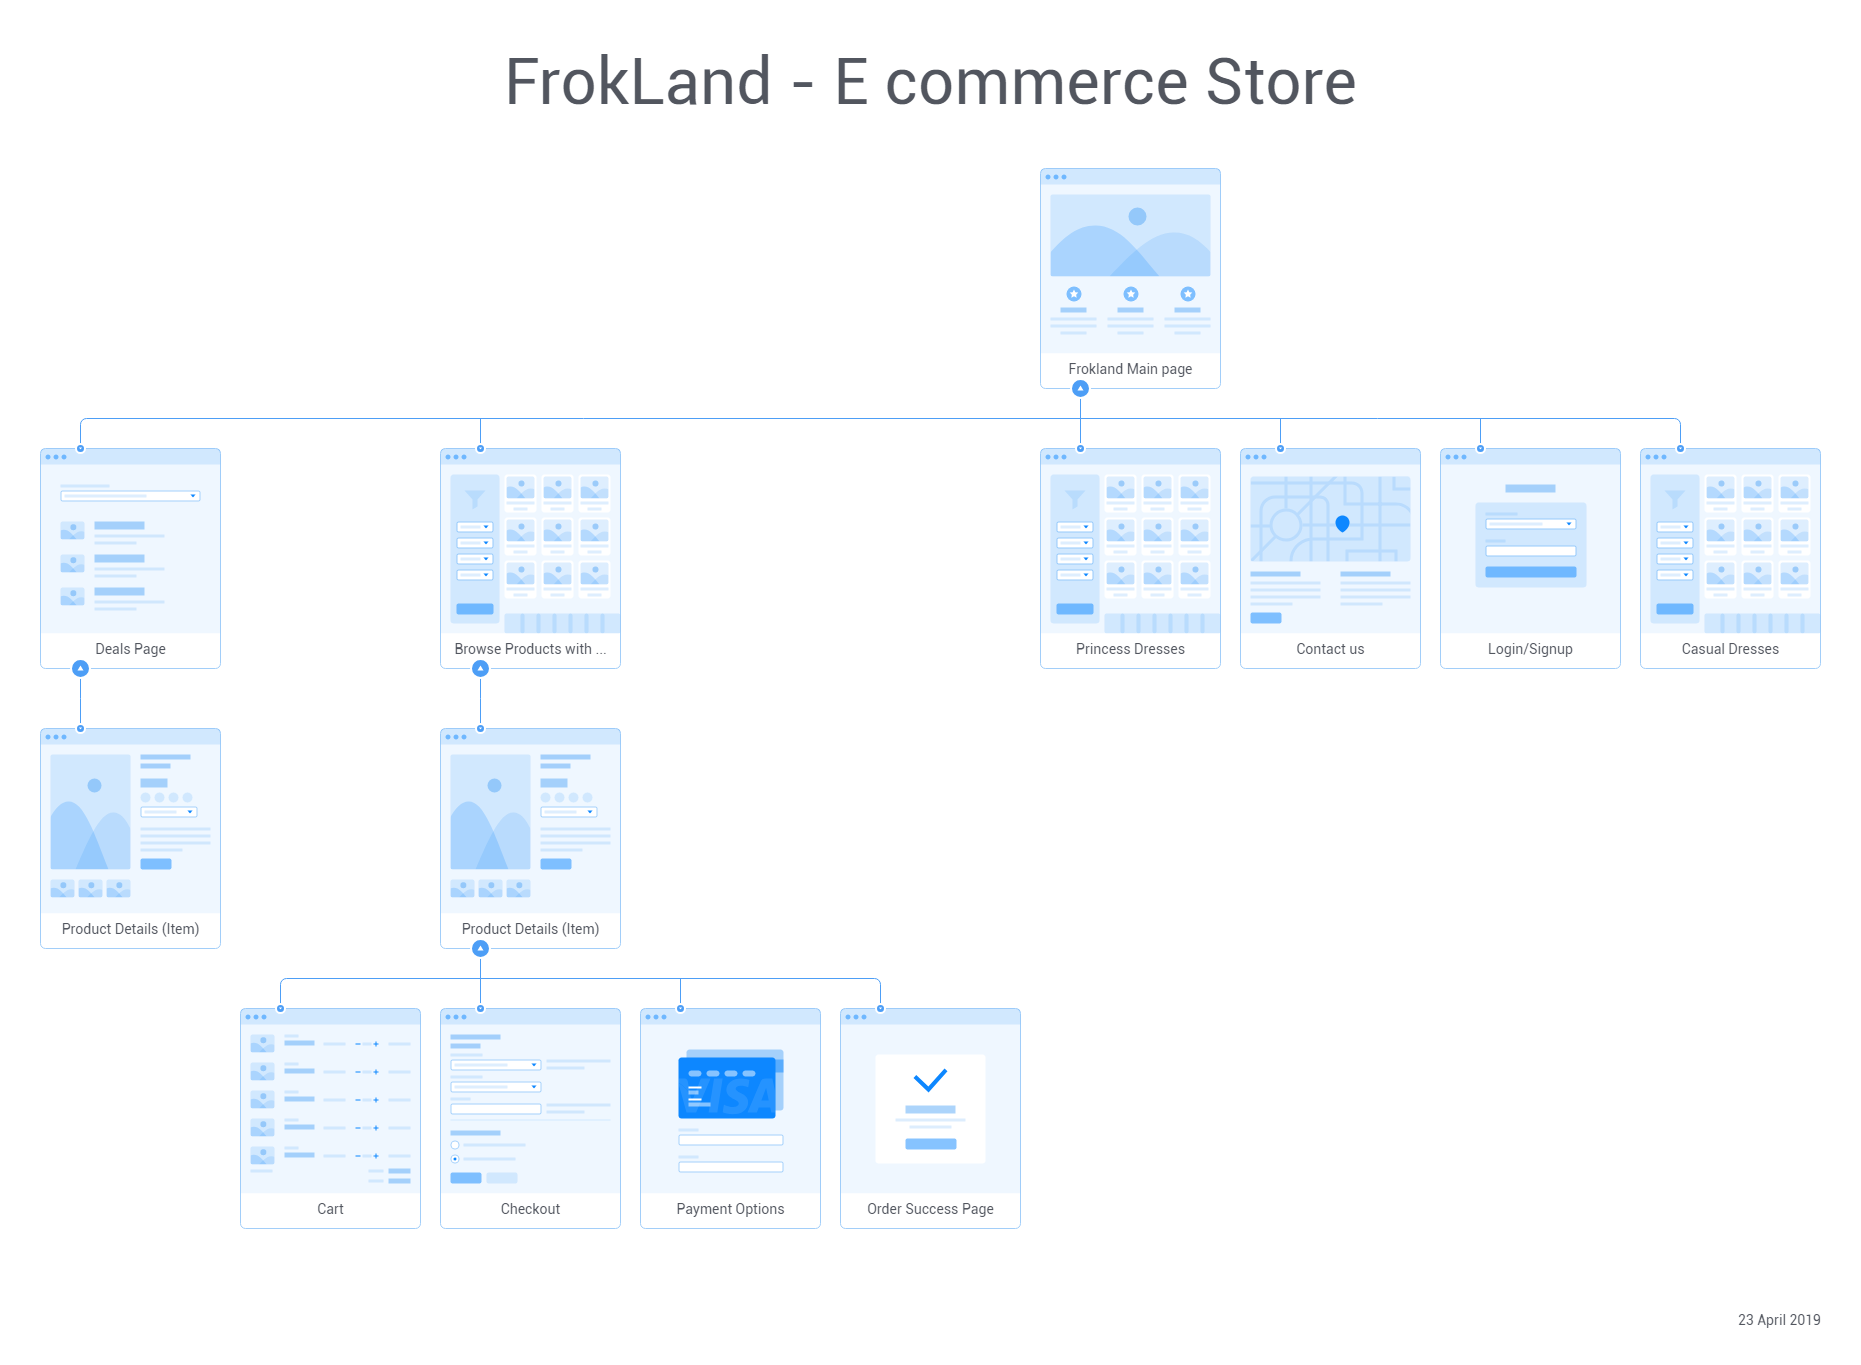 FrokLand - E commerce Store
Frokland Main page
Deals Page
Browse Products with ...
Princess Dresses
Contact us
Login/Signup
Casual Dresses
Product Details (Item)
Product Details (Item)
Cart
Checkout
VISA
Payment Options
Order Success Page
23 April 2019